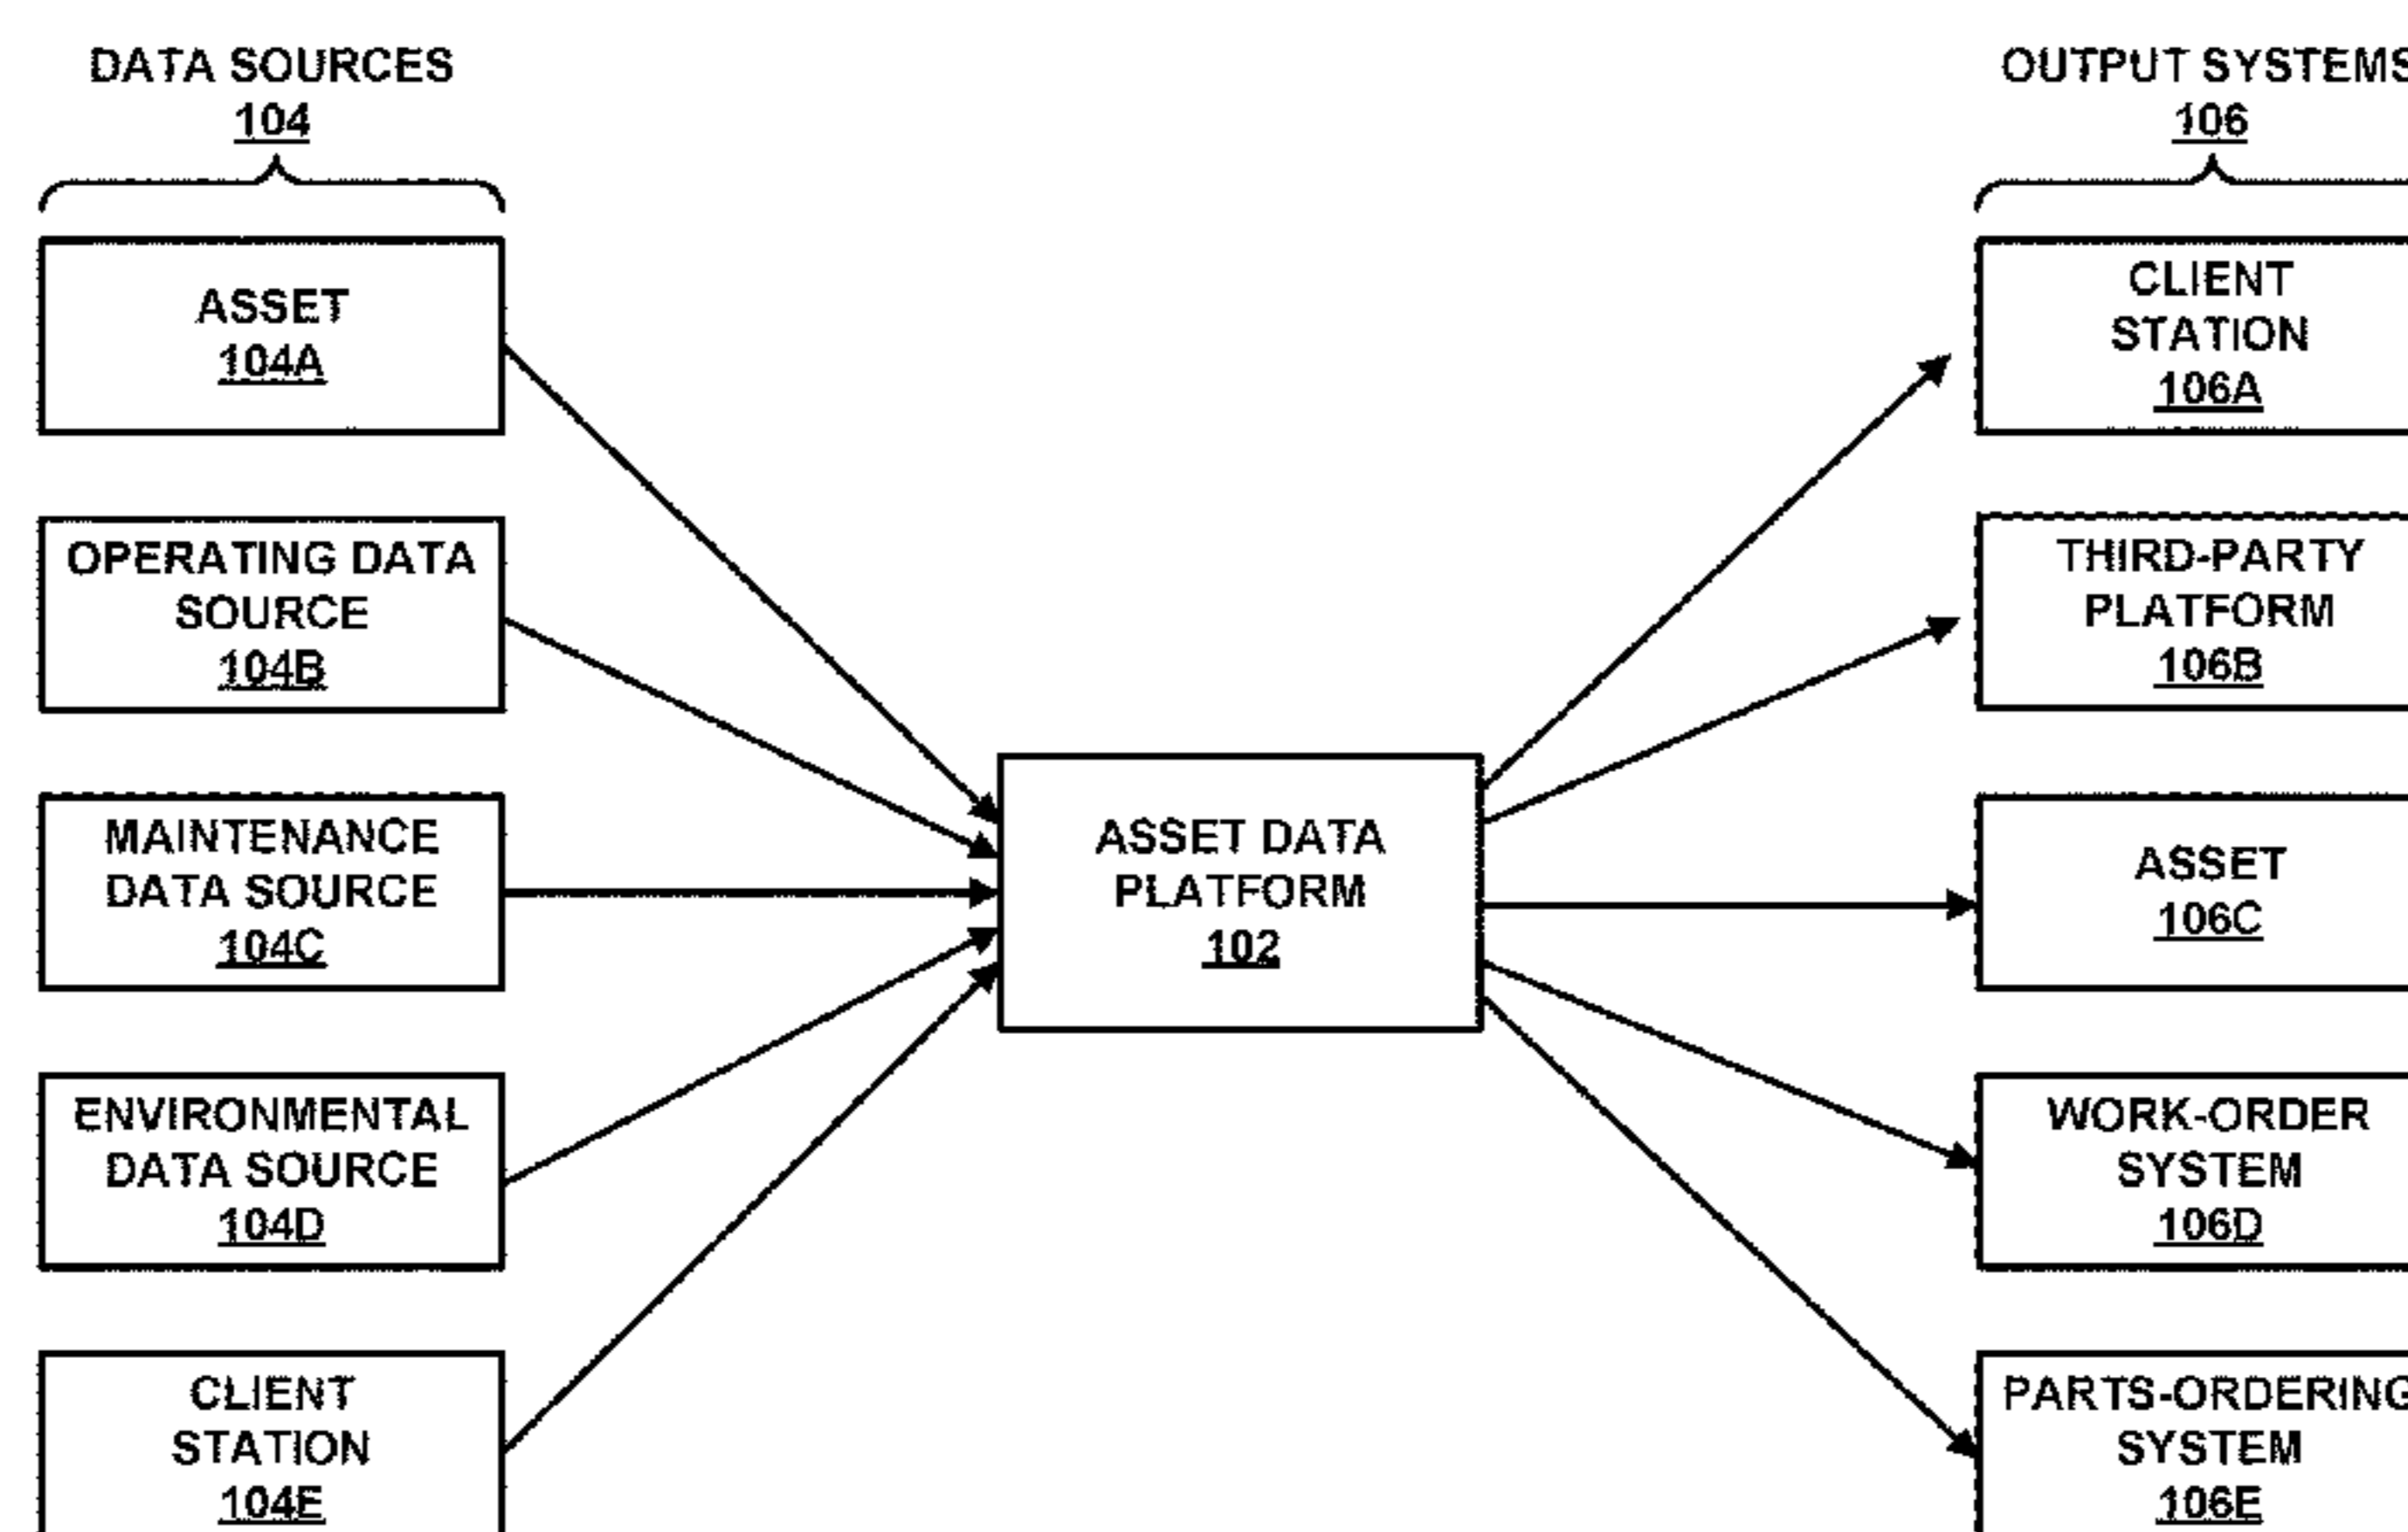 DATA SOURCES
104
ASSET
104A
OPERATING DATA
SOURCE
104B
MAINTENANCE
DATA SOURCE
104C
ENVIRONMENTAL
DATA SOURCE
104D
CLIENT
STATION
104E
ASSET DATA
PLATFORM
102
OUTPUT SYSTEMS
106
CLIENT
STATION
106A
THIRD-PARTY
PLATFORM
106B
ASSET
106C
WORK-ORDER
SYSTEM
106D
PARTS-ORDERING
SYSTEM
106E